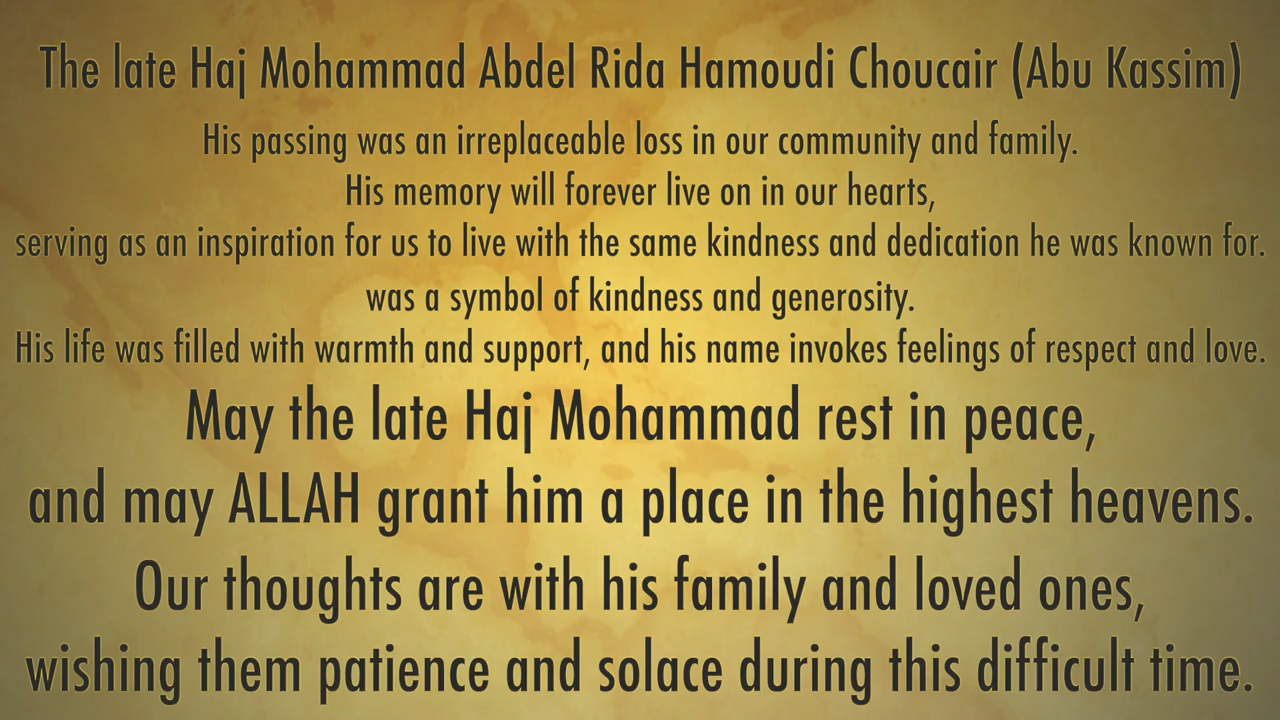 The late Haj Mohammad Abdel Rida Hamoudi Choucair (Abu Kassim)
His passing was an irreplaceable loss in our community and family.
His memory will forever live on in our hearts,
serving as an inspiration for us to live with the same kindness and dedication he was known for.
was a symbol of kindness and generosity.
His life was filled with warmth and support, and his name invokes feelings of respect and love.
May the late Haj Mohammad rest in peace,
and may ALLAH grant him a place in the highest heavens.
Our thoughts are with his family and loved ones,
wishing them patience and solace during this difficult time.